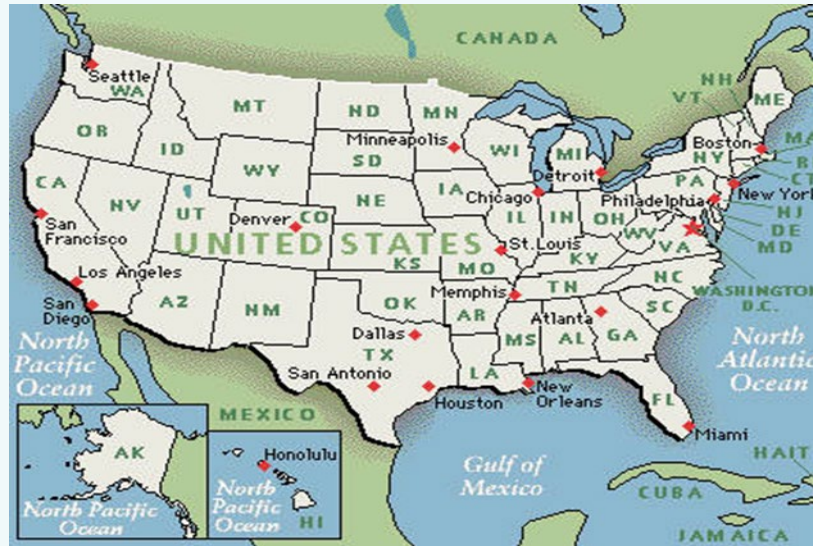 CANADA
NH
VT
ME
Seattle
WA
MT
ND
MN
OR
Minneapolis
Boston
MA
ID
SD
WI
MI
NY
R
WY
Detroit
CT
CA
IA
Chicago
PA
New York
NV
NE
Philadelphia
NJ
UT
Denver
CO
IL
IN
OH
DE
San
Francisco
WV
VA
MD
UNITED STATES
St. Louis
KS
MO
KY
Los Angeles
WASHINGTON
D.C.
San
Diego
AZ
NM
OK
Memphis
TN
NC
AR
SC
North
Pacific
Ocean
Dallas
Atlanta
MS
AL
GA
North
Atlantic
Ocean
TX
San Antonio
LA
Houston
New
Orleans
FL
MEXICO
Miami
AK
Honolulu
Gulf of
Mexico
HAIT
North Pacific
Ocean
North
Pacific
Ocean
HI
CUBA
JAMAICA